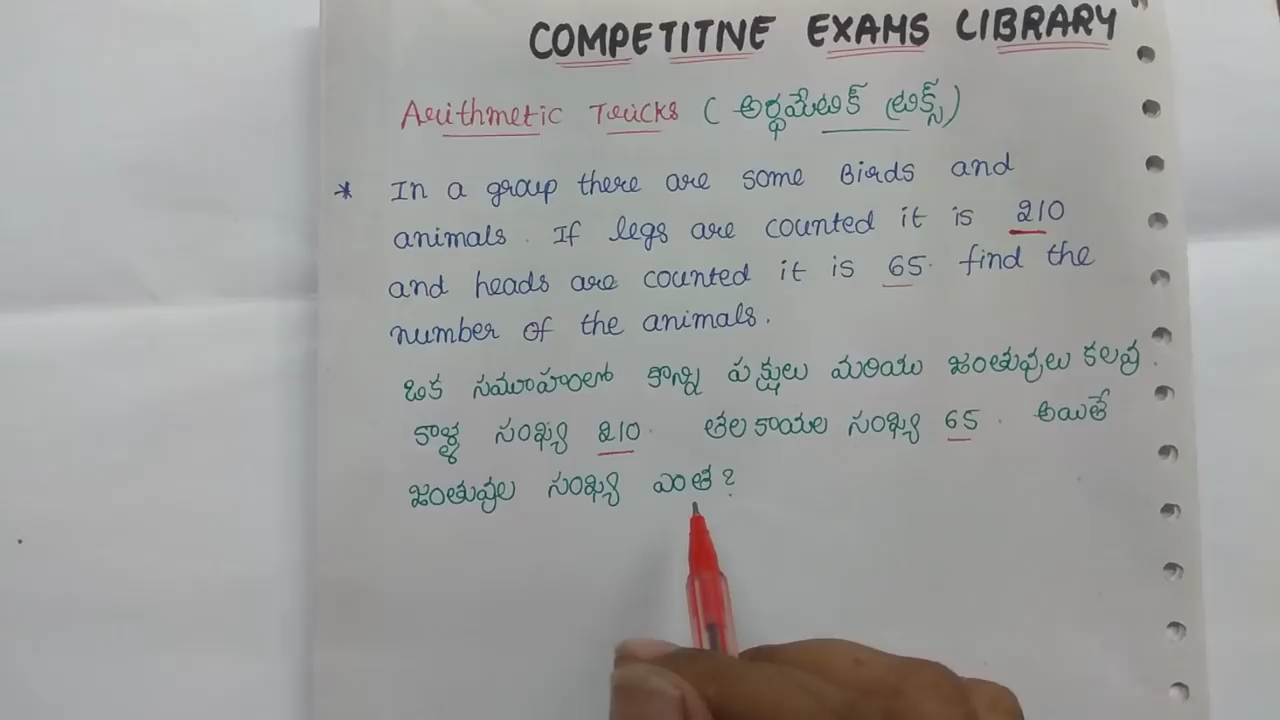 COMPETITNE EXAMS LIBRARY
Arithmetic Tricks (అర్థమేటిక్ ట్రిక్స్)
* In a group there are some Birds and
animals. If legs are counted it is 210
and heads are counted it is 65. find the
number of the animals.
ఒక సమూహంలో కొన్ని పక్షులు మరియు జంతువులు కలవు.
కాళ్ళ సంఖ్య 210. తలకాయల సంఖ్య 65. అయితే
జంతువుల సంఖ్య ఎంత?